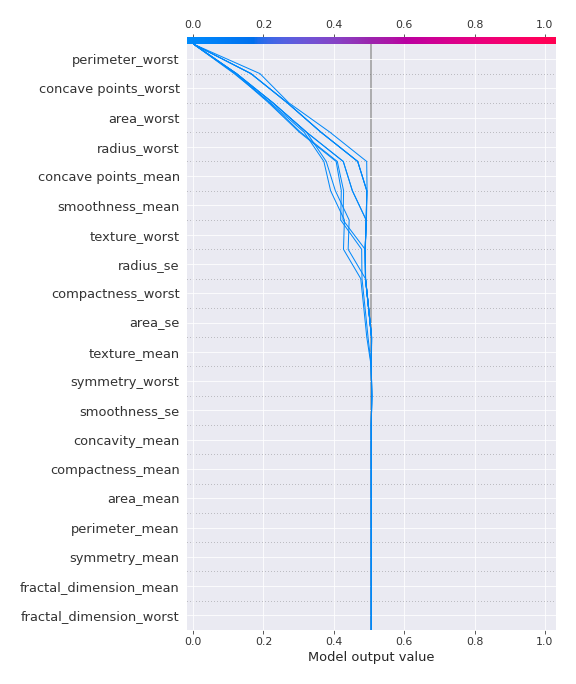 0.0 0.2 0.4 0.6 0.8 1.0
perimeter_worst
concave points_worst
area_worst
radius_worst
concave points_mean
smoothness_mean
texture_worst
radius_se
compactness_worst
area_se
texture_mean
symmetry_worst
smoothness_se
concavity_mean
compactness_mean
area_mean
perimeter_mean
symmetry_mean
fractal_dimension_mean
fractal_dimension_worst
0.0 0.2 0.4 0.6 0.8 1.0
Model output value